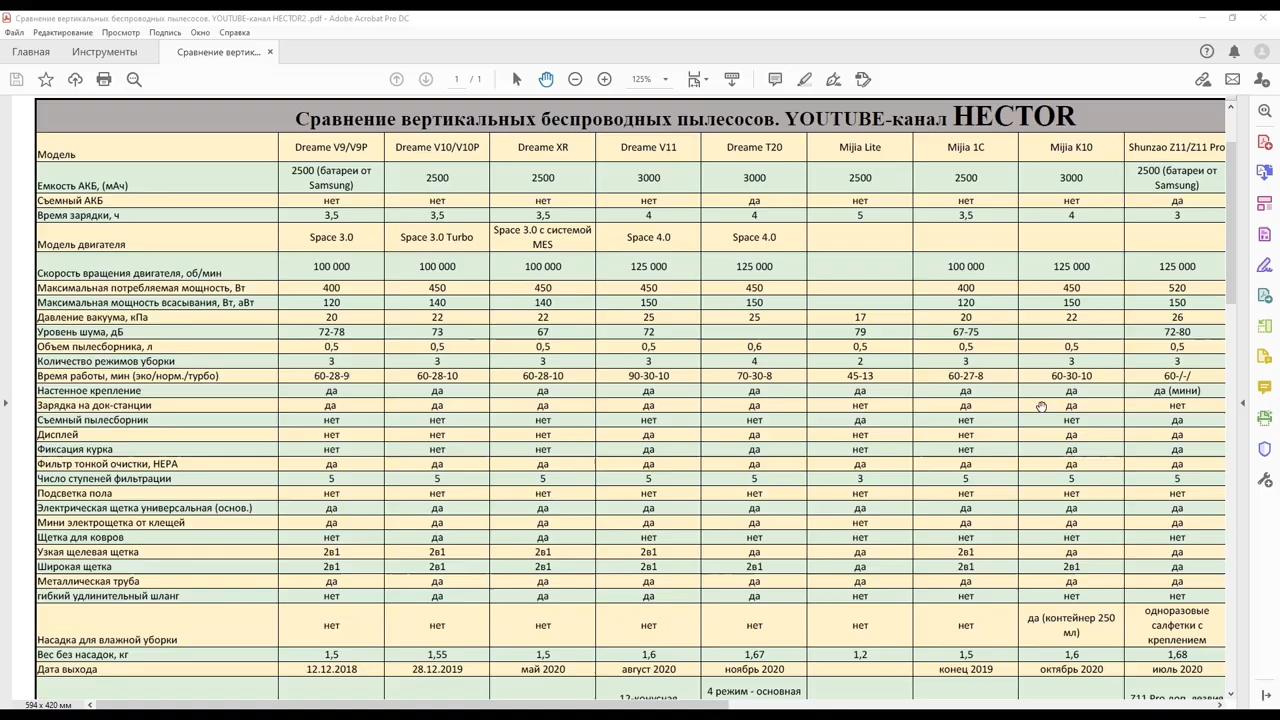 Сравнение вертикальных беспроводных пылесосов. YOUTUBE-канал HECTOR2 .pdf - Adobe Acrobat Pro DC
Файл Редактирование Просмотр Подпись Окно Справка
Главная Инструменты Сравнение вертик... ×
1 / 1 125%
Сравнение вертикальных беспроводных пылесосов. YOUTUBE-канал HECTOR
Модель Dreame V9/V9P Dreame V10/V10P Dreame XR Dreame V11 Dreame T20 Mijia Lite Mijia 1C Mijia K10 Shunzao Z11/Z11 Pro
Емкость АКБ, (мАч) 2500 (батареи от Samsung) 2500 2500 3000 3000 2500 2500 3000 2500 (батареи от Samsung)
Съемный АКБ нет нет нет нет да нет нет нет да
Время зарядки, ч 3,5 3,5 3,5 4 4 5 3,5 4 3
Модель двигателя Space 3.0 Space 3.0 Turbo Space 3.0 с системой MES Space 4.0 Space 4.0
Скорость вращения двигателя, об/мин 100 000 100 000 100 000 125 000 125 000 100 000 125 000 125 000
Максимальная потребляемая мощность, Вт 400 450 450 450 450 400 450 520
Максимальная мощность всасывания, Вт, аВт 120 140 140 150 150 120 150 150
Давление вакуума, кПа 20 22 22 25 25 17 20 22 26
Уровень шума, дБ 72-78 73 67 72 79 67-75 72-80
Объем пылесборника, л 0,5 0,5 0,5 0,5 0,6 0,5 0,5 0,5 0,5
Количество режимов уборки 3 3 3 3 4 2 3 3 3
Время работы, мин (эко/норм./турбо) 60-28-9 60-28-10 60-28-10 90-30-10 70-30-8 45-13 60-27-8 60-30-10 60-/-/
Настенное крепление да да да да да да да да да (мини)
Зарядка на док-станции да да да да да нет да да нет
Съемный пылесборник нет нет нет нет нет да нет нет да
Дисплей нет нет нет да да нет нет да да
Фиксация курка нет нет нет да да нет нет да да
Фильтр тонкой очистки, HEPA да да да да да да да да да
Число ступеней фильтрации 5 5 5 5 5 3 5 5 5
Подсветка пола нет нет нет нет нет нет нет нет нет
Электрическая щетка универсальная (основ.) да да да да да да да да да
Мини электрощетка от клещей да да да да да нет да да да
Щетка для ковров нет да нет да нет нет нет нет нет
Узкая щелевая щетка 2в1 2в1 2в1 2в1 да да 2в1 да да
Широкая щетка 2в1 2в1 2в1 2в1 2в1 да 2в1 2в1 да
Металлическая труба да да да да да да да да да
гибкий удлинительный шланг нет да да да да нет нет нет нет
Насадка для влажной уборки нет нет нет нет нет нет нет да (контейнер 250 мл) одноразовые салфетки с креплением
Вес без насадок, кг 1,5 1,55 1,5 1,6 1,67 1,2 1,5 1,6 1,68
Дата выхода 12.12.2018 28.12.2019 май 2020 август 2020 ноябрь 2020 конец 2019 октябрь 2020 июль 2020
12-конусная 4 режим - основная Z11 Pro доп. лезвия
594 x 420 мм